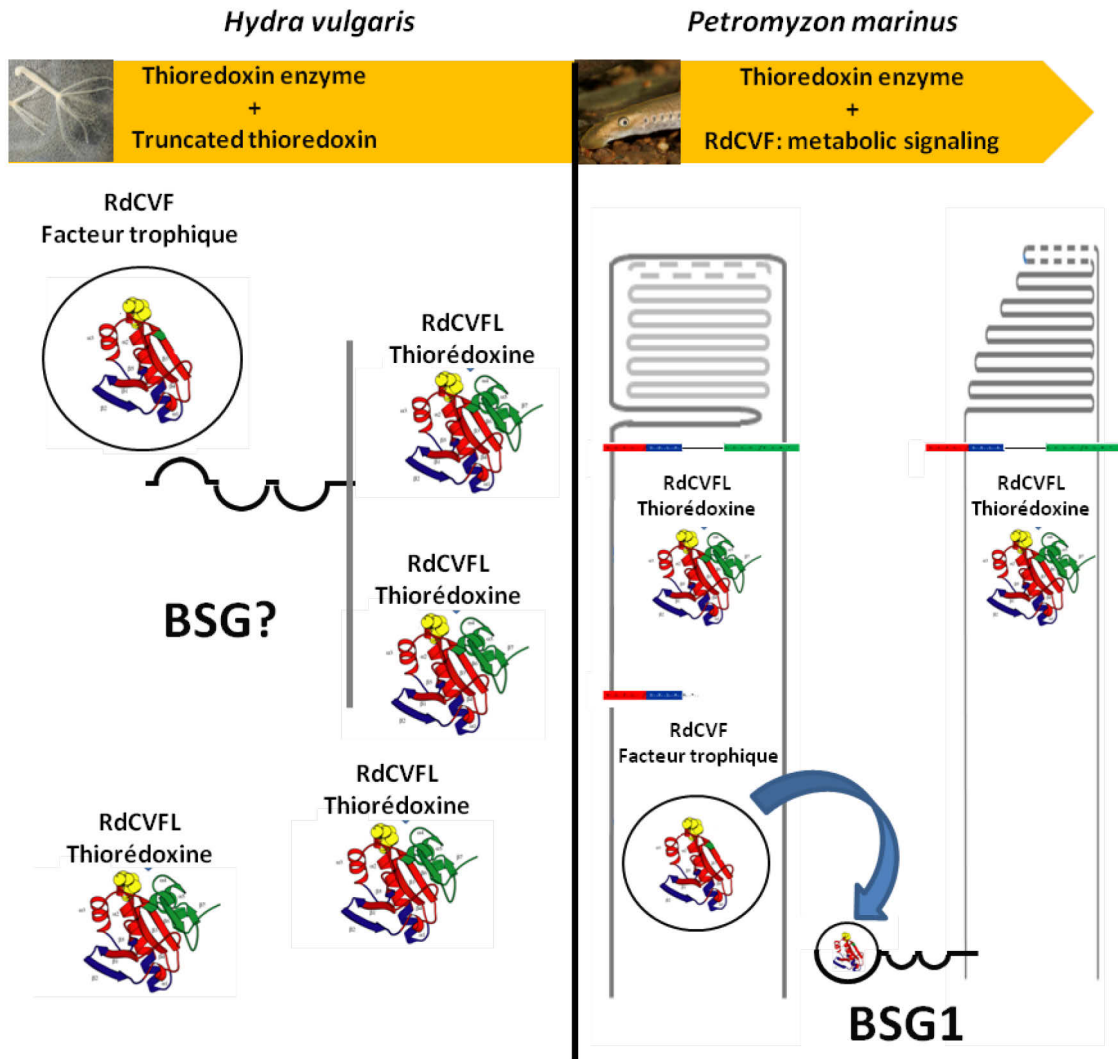 Hydra vulgaris
Petromyzon marinus
Thioredoxin enzyme
+
Truncated thioredoxin
Thioredoxin enzyme
+
RdCVF: metabolic signaling
RdCVF
Facteur trophique
RdCVFL
Thiorédoxine
BSG?
RdCVFL
Thiorédoxine
RdCVFL
Thiorédoxine
RdCVFL
Thiorédoxine
RdCVFL
Thiorédoxine
RdCVFL
Thiorédoxine
RdCVF
Facteur trophique
BSG1